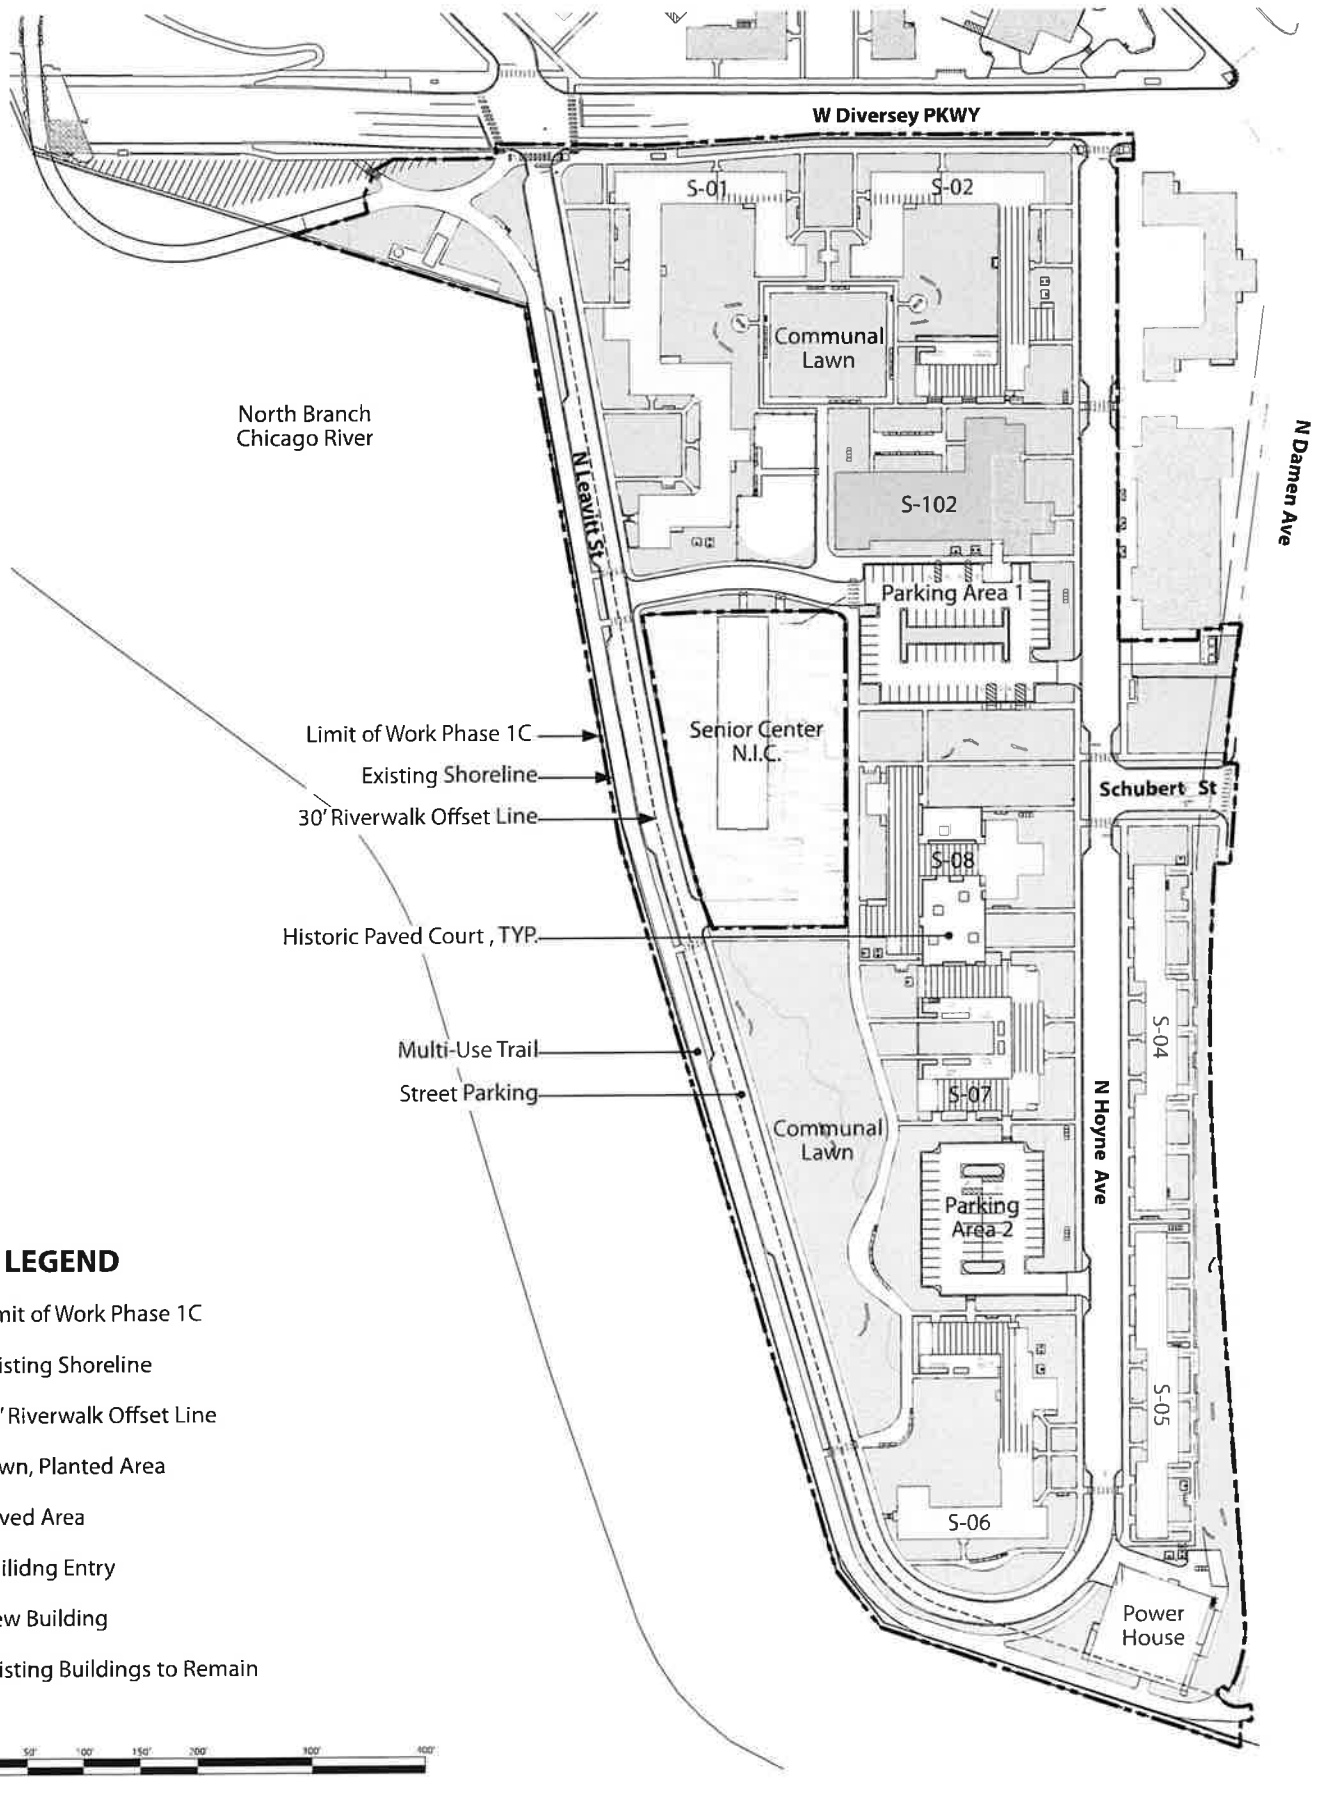 W Diversey PKWY
S-01
S-02
Communal
Lawn
North Branch
Chicago River
N Leavitt St
N Damen Ave
S-102
Parking Area 1
Senior Center
N.I.C.
Limit of Work Phase 1C
Existing Shoreline
30' Riverwalk Offset Line
Schubert St
S-08
Historic Paved Court , TYP.
S-04
Multi-Use Trail
Street Parking
S-07
N Hoyne Ave
Communal
Lawn
Parking
Area 2
S-05
S-06
Power
House
LEGEND
mit of Work Phase 1C
isting Shoreline
' Riverwalk Offset Line
wn, Planted Area
ved Area
ilidng Entry
ew Building
isting Buildings to Remain
50' 100' 150' 200' 300' 400'